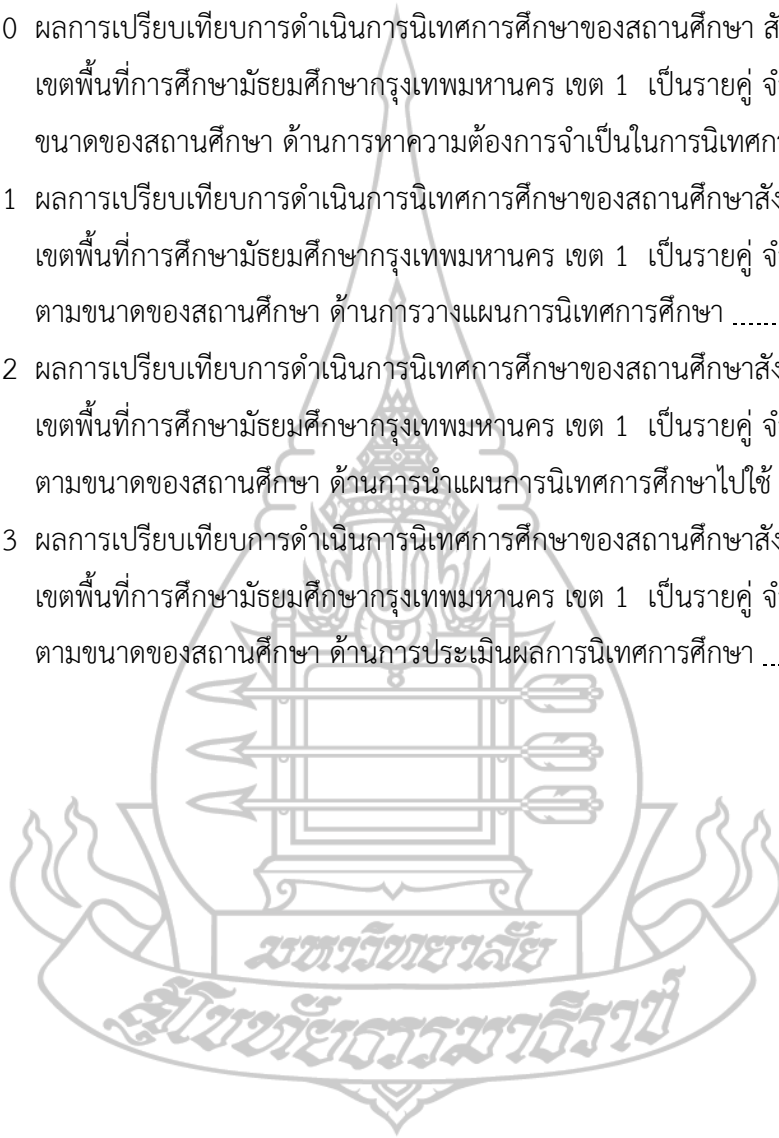 0 ผลการเปรียบเทียบการดำเนินการนิเทศการศึกษาของสถานศึกษา
เขตพื้นที่การศึกษามัธยมศึกษากรุงเทพมหานคร เขต 1 เป็นรายคู่
ขนาดของสถานศึกษา ด้านการหาความต้องการจำเป็นในการนิเทศ
1 ผลการเปรียบเทียบการดำเนินการนิเทศการศึกษาของสถานศึกษา
เขตพื้นที่การศึกษามัธยมศึกษากรุงเทพมหานคร เขต 1 เป็นรายคู่
ตามขนาดของสถานศึกษา ด้านการวางแผนการนิเทศการศึกษา ......
2 ผลการเปรียบเทียบการดำเนินการนิเทศการศึกษาของสถานศึกษา
เขตพื้นที่การศึกษามัธยมศึกษากรุงเทพมหานคร เขต 1 เป็นรายคู่
ตามขนาดของสถานศึกษา ด้านการนำแผนการนิเทศการศึกษาไปใช้
3 ผลการเปรียบเทียบการดำเนินการนิเทศการศึกษาของสถานศึกษา
เขตพื้นที่การศึกษามัธยมศึกษากรุงเทพมหานคร เขต 1 เป็นรายคู่
ตามขนาดของสถานศึกษา ด้านการประเมินผลการนิเทศการศึกษา ...
มหาวิทยาลัย
สุโขทัยธรรมาธิราช